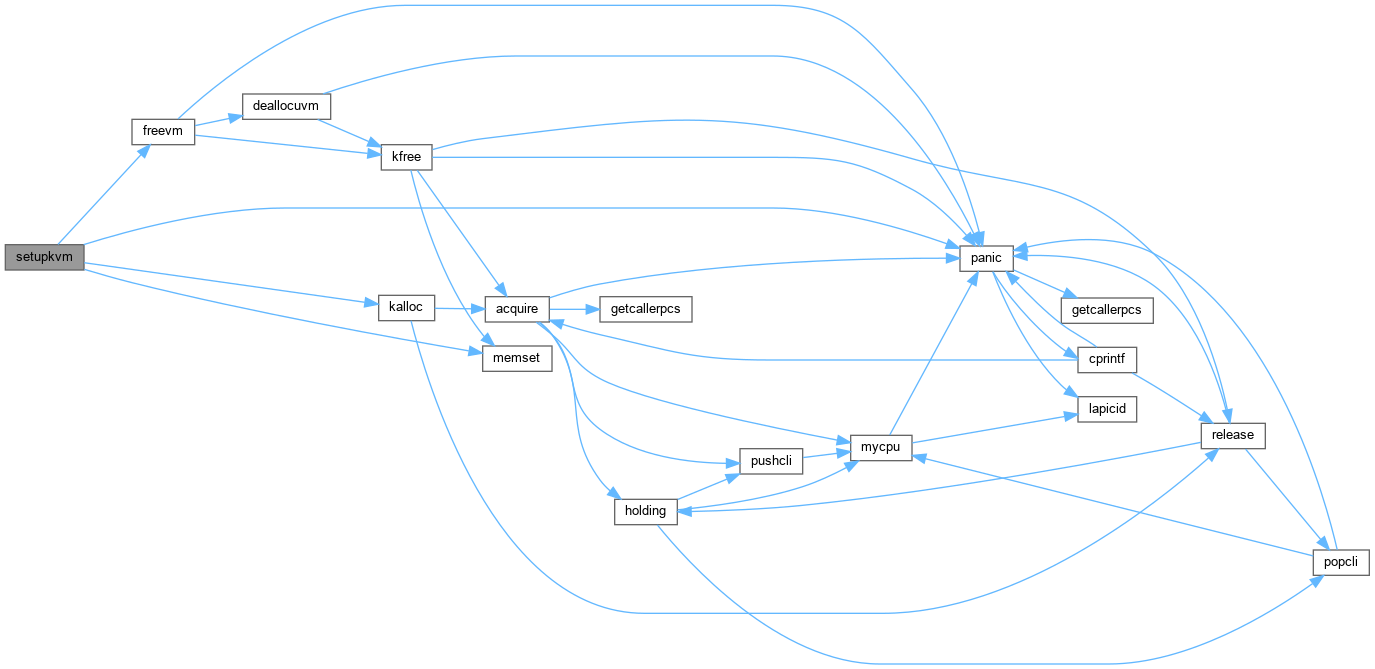 deallocuvm
freevm
kfree
setupkvm
panic
kalloc
acquire
getcallerpcs
getcallerpcs
memset
cprintf
lapicid
release
mycpu
pushcli
holding
popcli